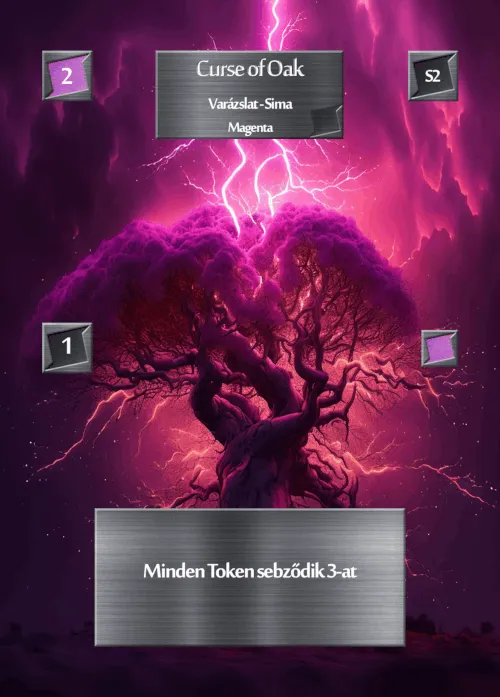 2
Curse of Oak
S2
Varázslat - Sima
Magenta
1
Minden Token sebződik 3-at